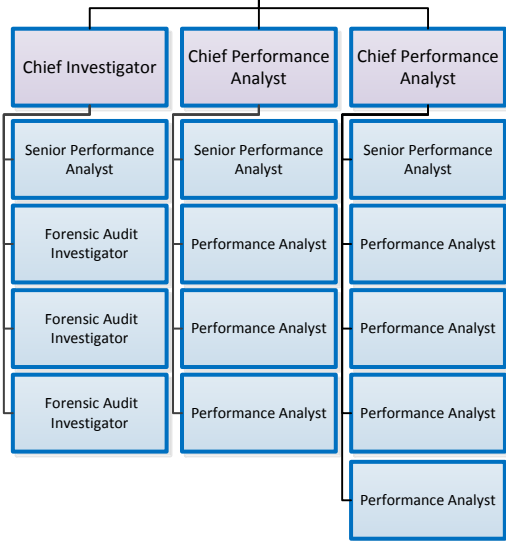 Chief Investigator
Chief Performance
Analyst
Chief Performance
Analyst
Senior Performance
Analyst
Senior Performance
Analyst
Senior Performance
Analyst
Forensic Audit
Investigator
Performance Analyst
Performance Analyst
Forensic Audit
Investigator
Performance Analyst
Performance Analyst
Forensic Audit
Investigator
Performance Analyst
Performance Analyst
Performance Analyst